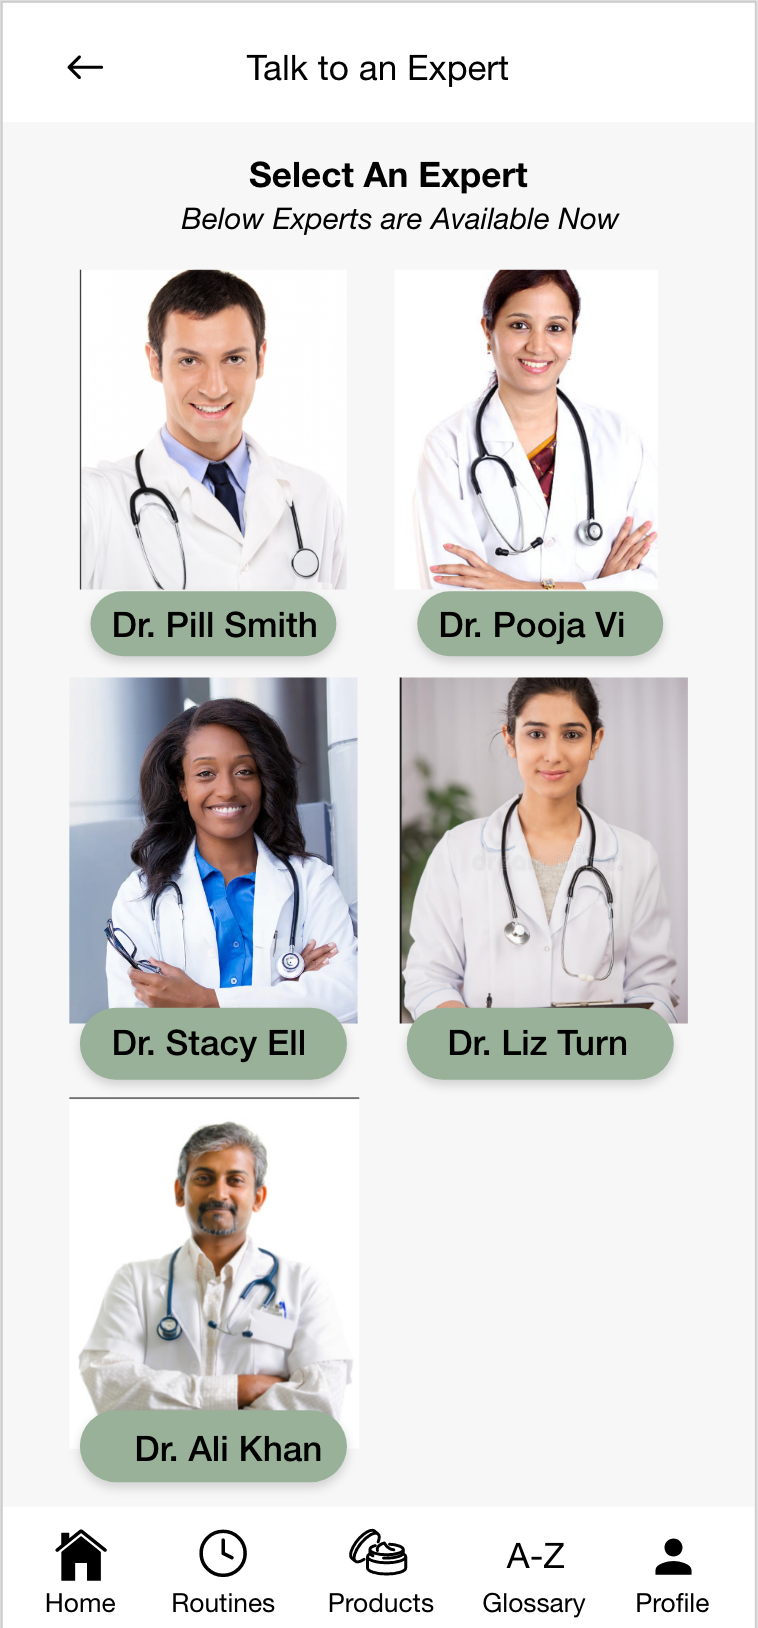 Talk to an Expert
Select An Expert
Below Experts are Available Now
Dr. Pill Smith
Dr. Pooja Vi
Dr. Stacy Ell
Dr. Liz Turn
Dr. Ali Khan
A-Z
Home
Routines
Products
Glossary
Profile